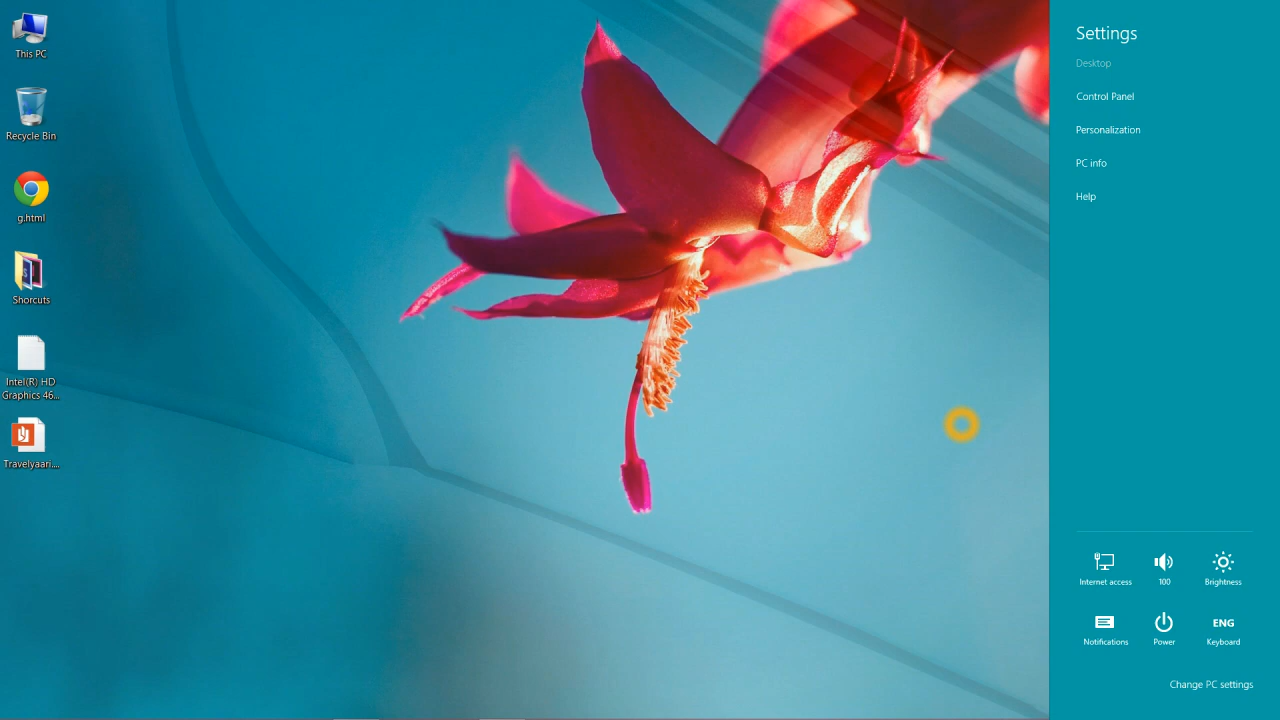 This PC
Recycle Bin
g.html
Shorcuts
Intel(R) HD
Graphics 46...
Travelyaari....
Settings
Desktop
Control Panel
Personalization
PC info
Help
Internet access
100
Brightness
Notifications
Power
ENG
Keyboard
Change PC settings